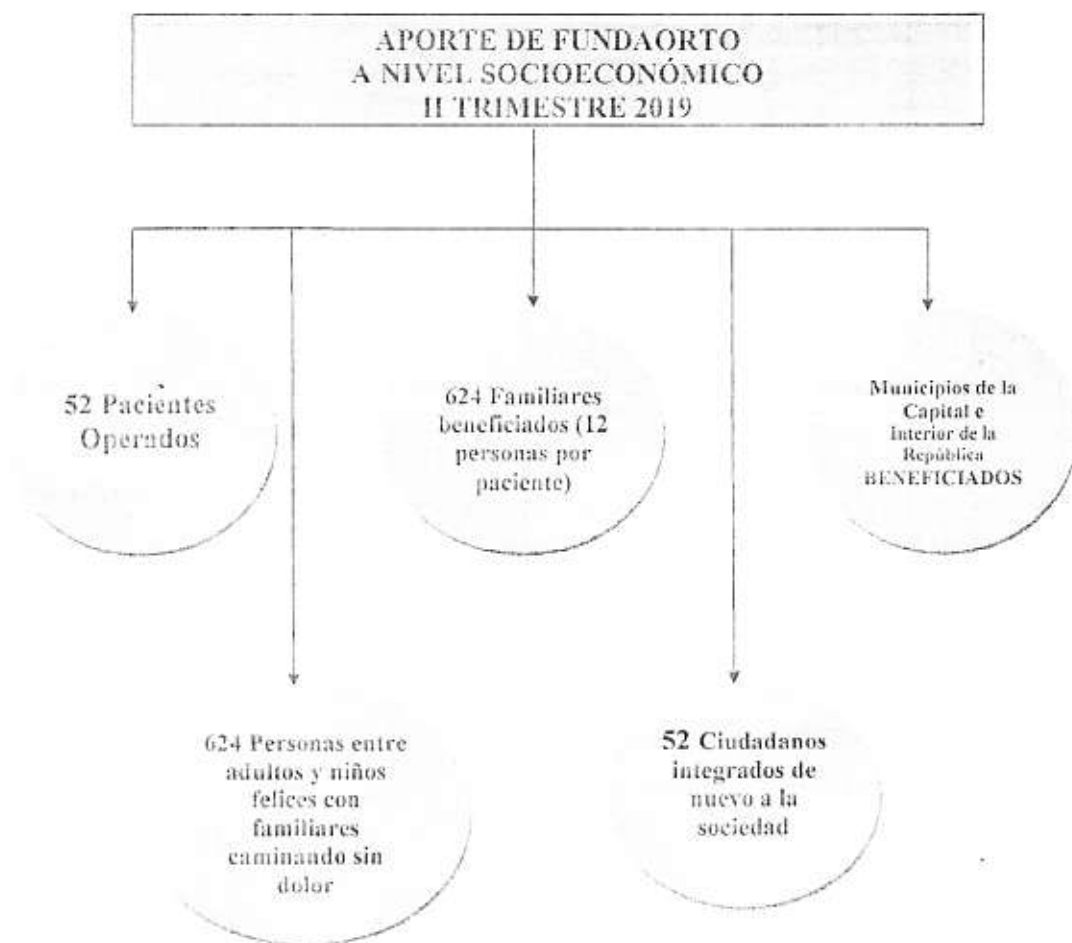 APORTE DE FUNDAORTO
A NIVEL SOCIOECONÓMICO
II TRIMESTRE 2019
52 Pacientes
Operados
624 Familiares
beneficiados (12
personas por
paciente)
Municipios de la
Capital e
Interior de la
República
BENEFICIADOS
624 Personas entre
adultos y niños
felices con
familiares
caminando sin
dolor
52 Ciudadanos
integrados de
nuevo a la
sociedad